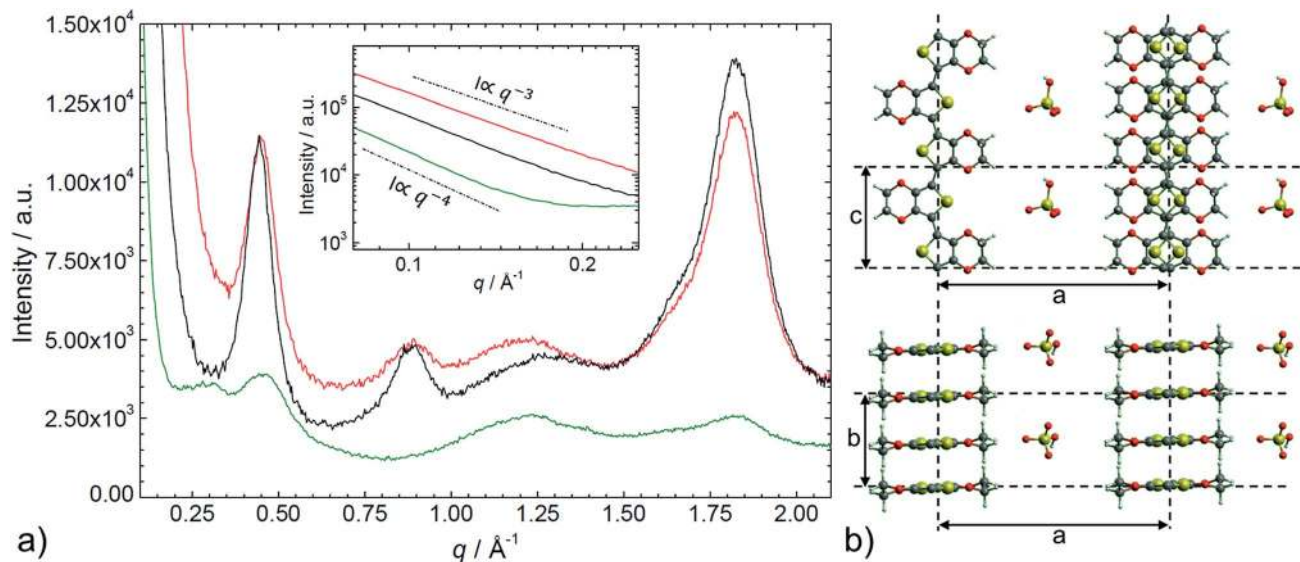 1.50x10⁴
1.25x10⁴
1.00x10⁴
7.50x10³
5.00x10³
2.50x10³
0.00
Intensity / a.u.
0.25 0.50 0.75 1.00 1.25 1.50 1.75 2.00
q / Å⁻¹
I∝ q⁻³
I∝ q⁻⁴
10⁵
10⁴
10³
Intensity / a.u.
0.1 0.2
q / Å⁻¹
a)
c
a
b
a
b)